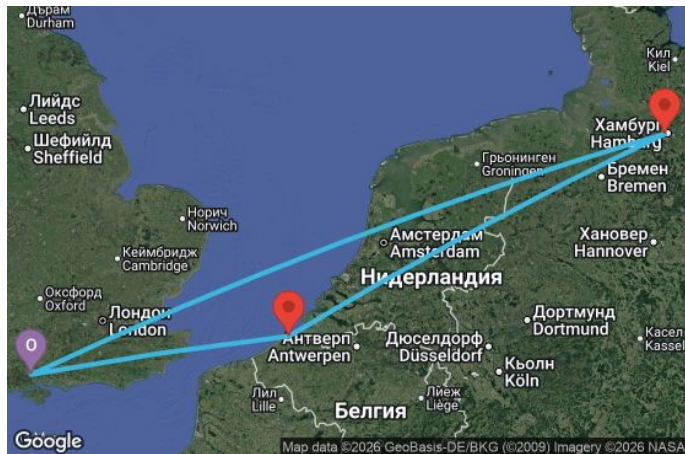 Дърам
Durham
Кил
Kiel
Лийдс
Leeds
Хамбург
Hamburg
Шефийлд
Sheffield
Грьонинген
Groningen
Бремен
Bremen
Норич
Norwich
Амстердам
Amsterdam
Хановер
Hannover
Кеймбридж
Cambridge
Нидерландия
Оксфорд
Oxford
Лондон
London
Дортмунд
Dortmund
O
Антверп
Antwerpen
Дюселдорф
Düsseldorf
Касел
Kassel
Кьолн
Köln
Лил
Lille
Лиеж
Liège
Белгия
Google
Map data ©2026 GeoBasis-DE/BKG (©2009) Imagery ©2026 NASA